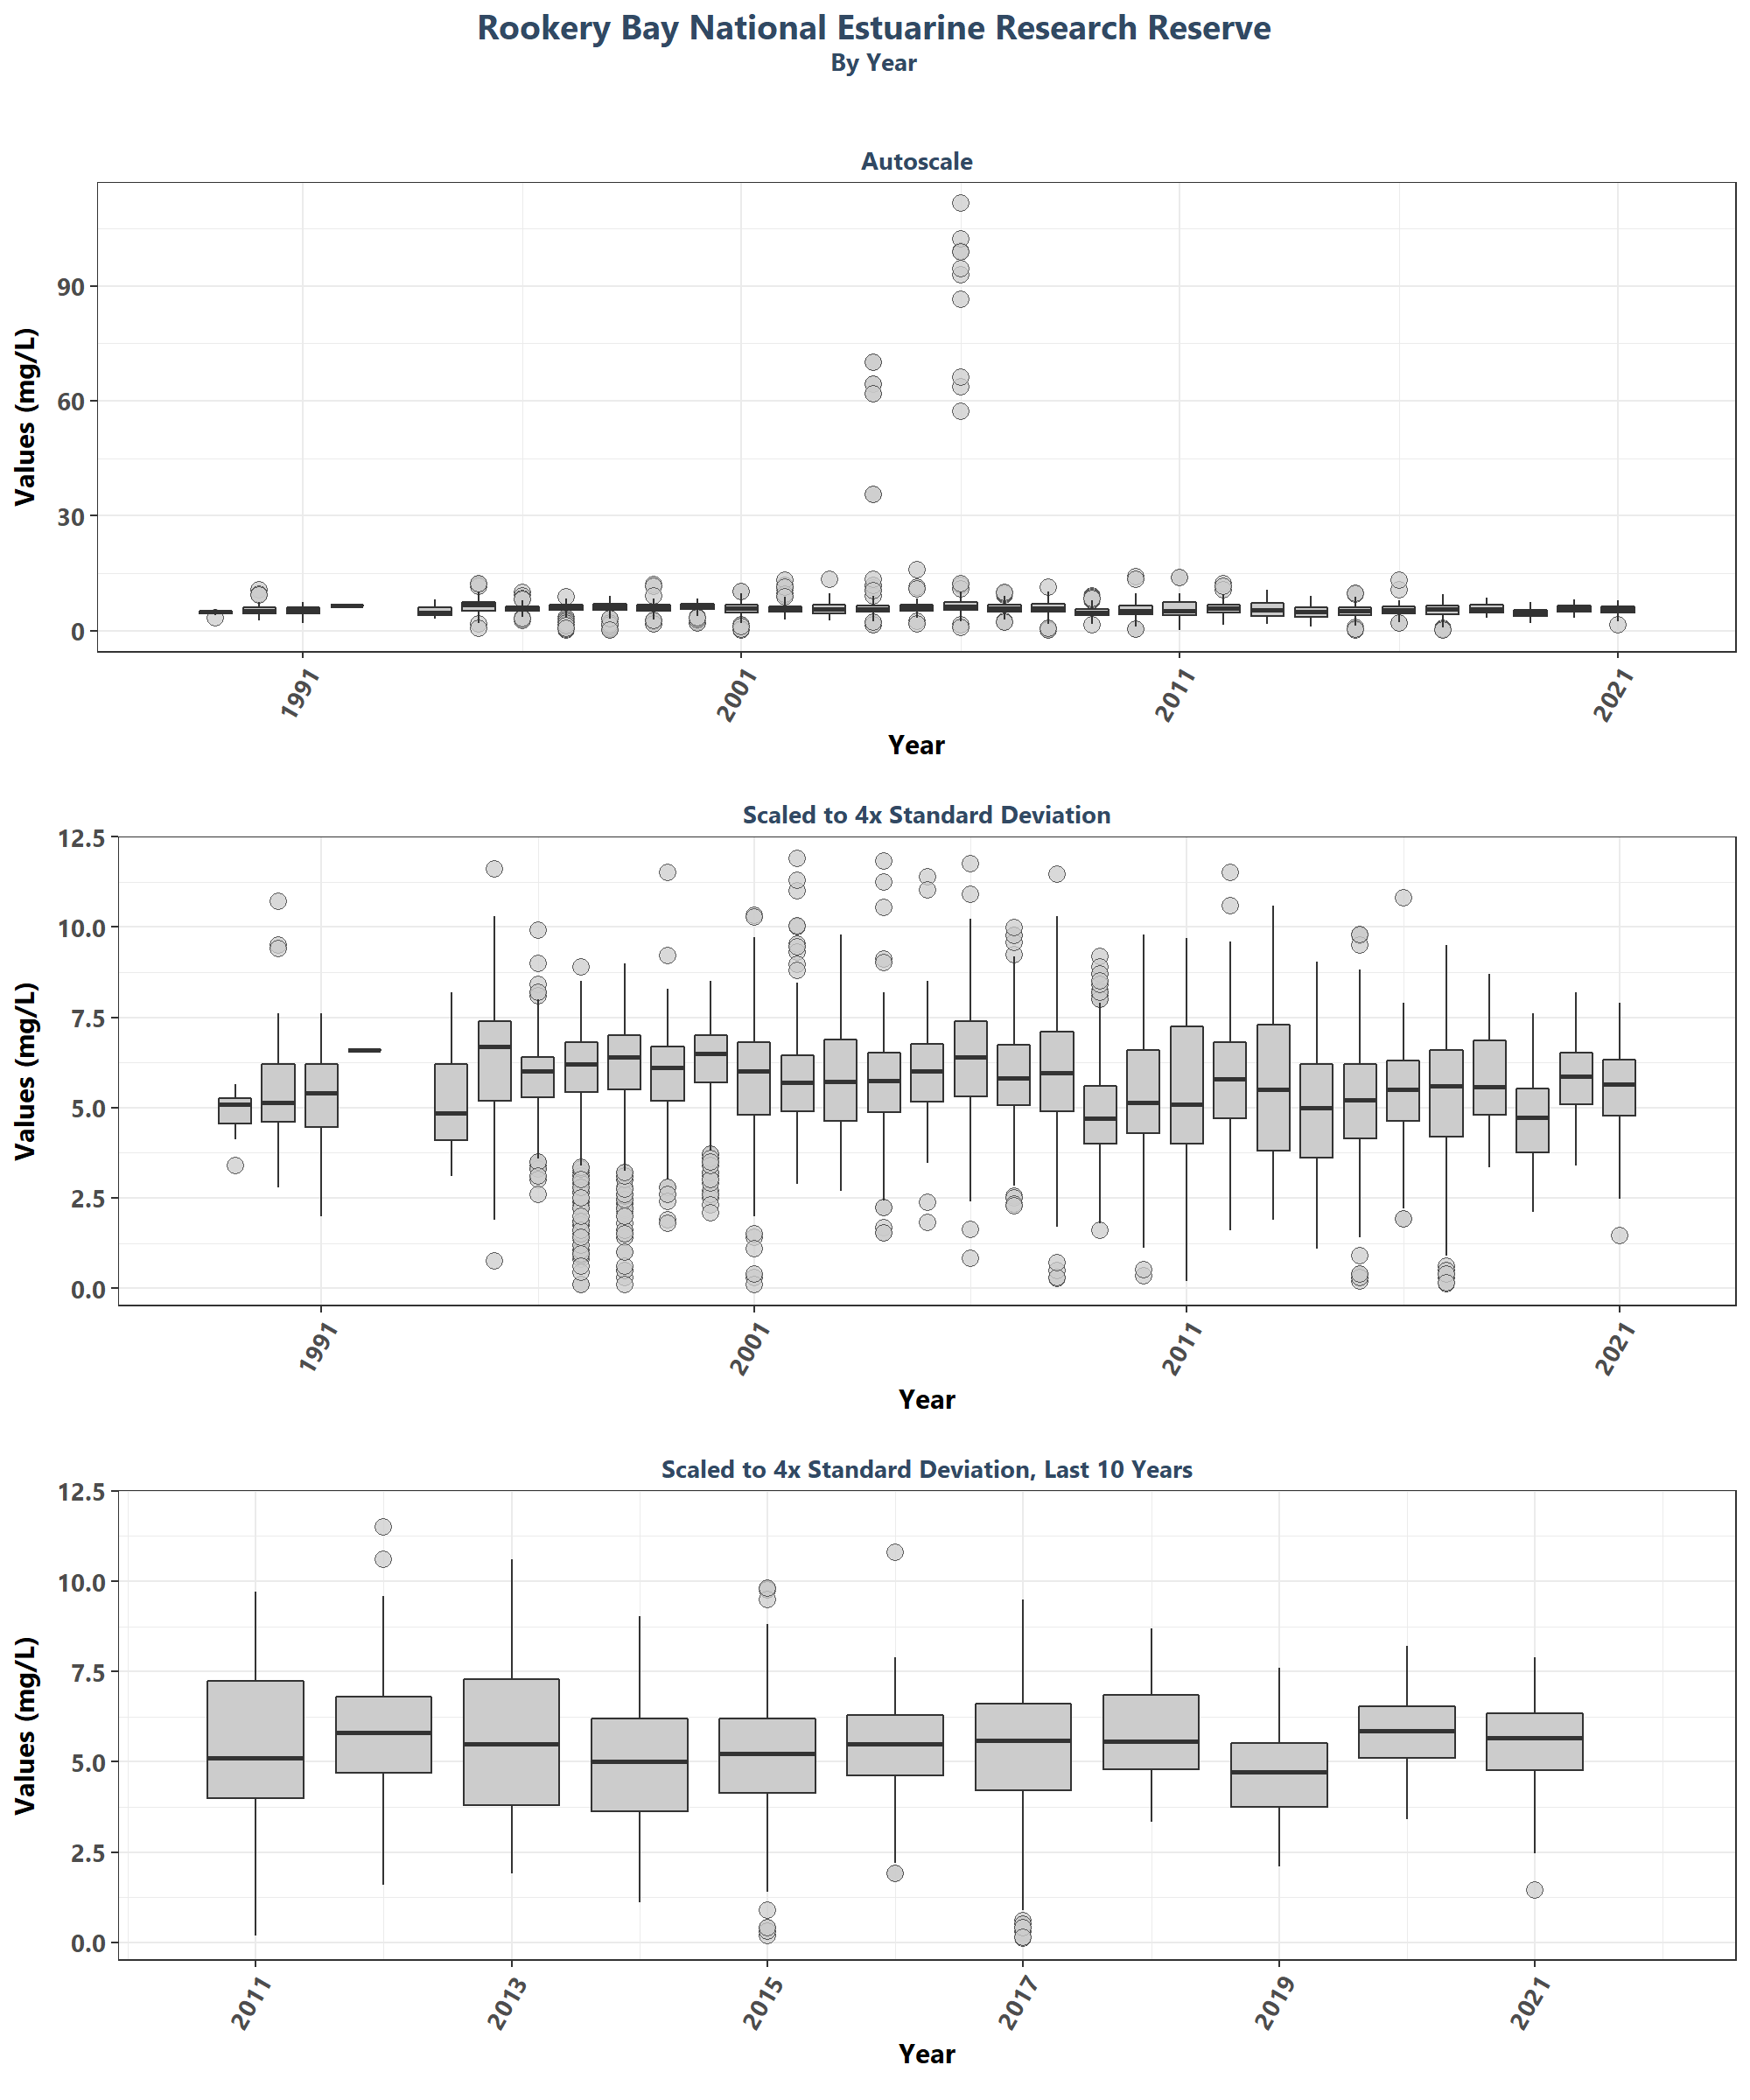 Rookery Bay National Estuarine Research Reserve
By Year
Autoscale
Values (mg/L)
90
60
30
0
1991
2001
2011
2021
Year
Scaled to 4x Standard Deviation
Values (mg/L)
12.5
10.0
7.5
5.0
2.5
0.0
1991
2001
2011
2021
Year
Scaled to 4x Standard Deviation, Last 10 Years
Values (mg/L)
12.5
10.0
7.5
5.0
2.5
0.0
2011
2013
2015
2017
2019
2021
Year